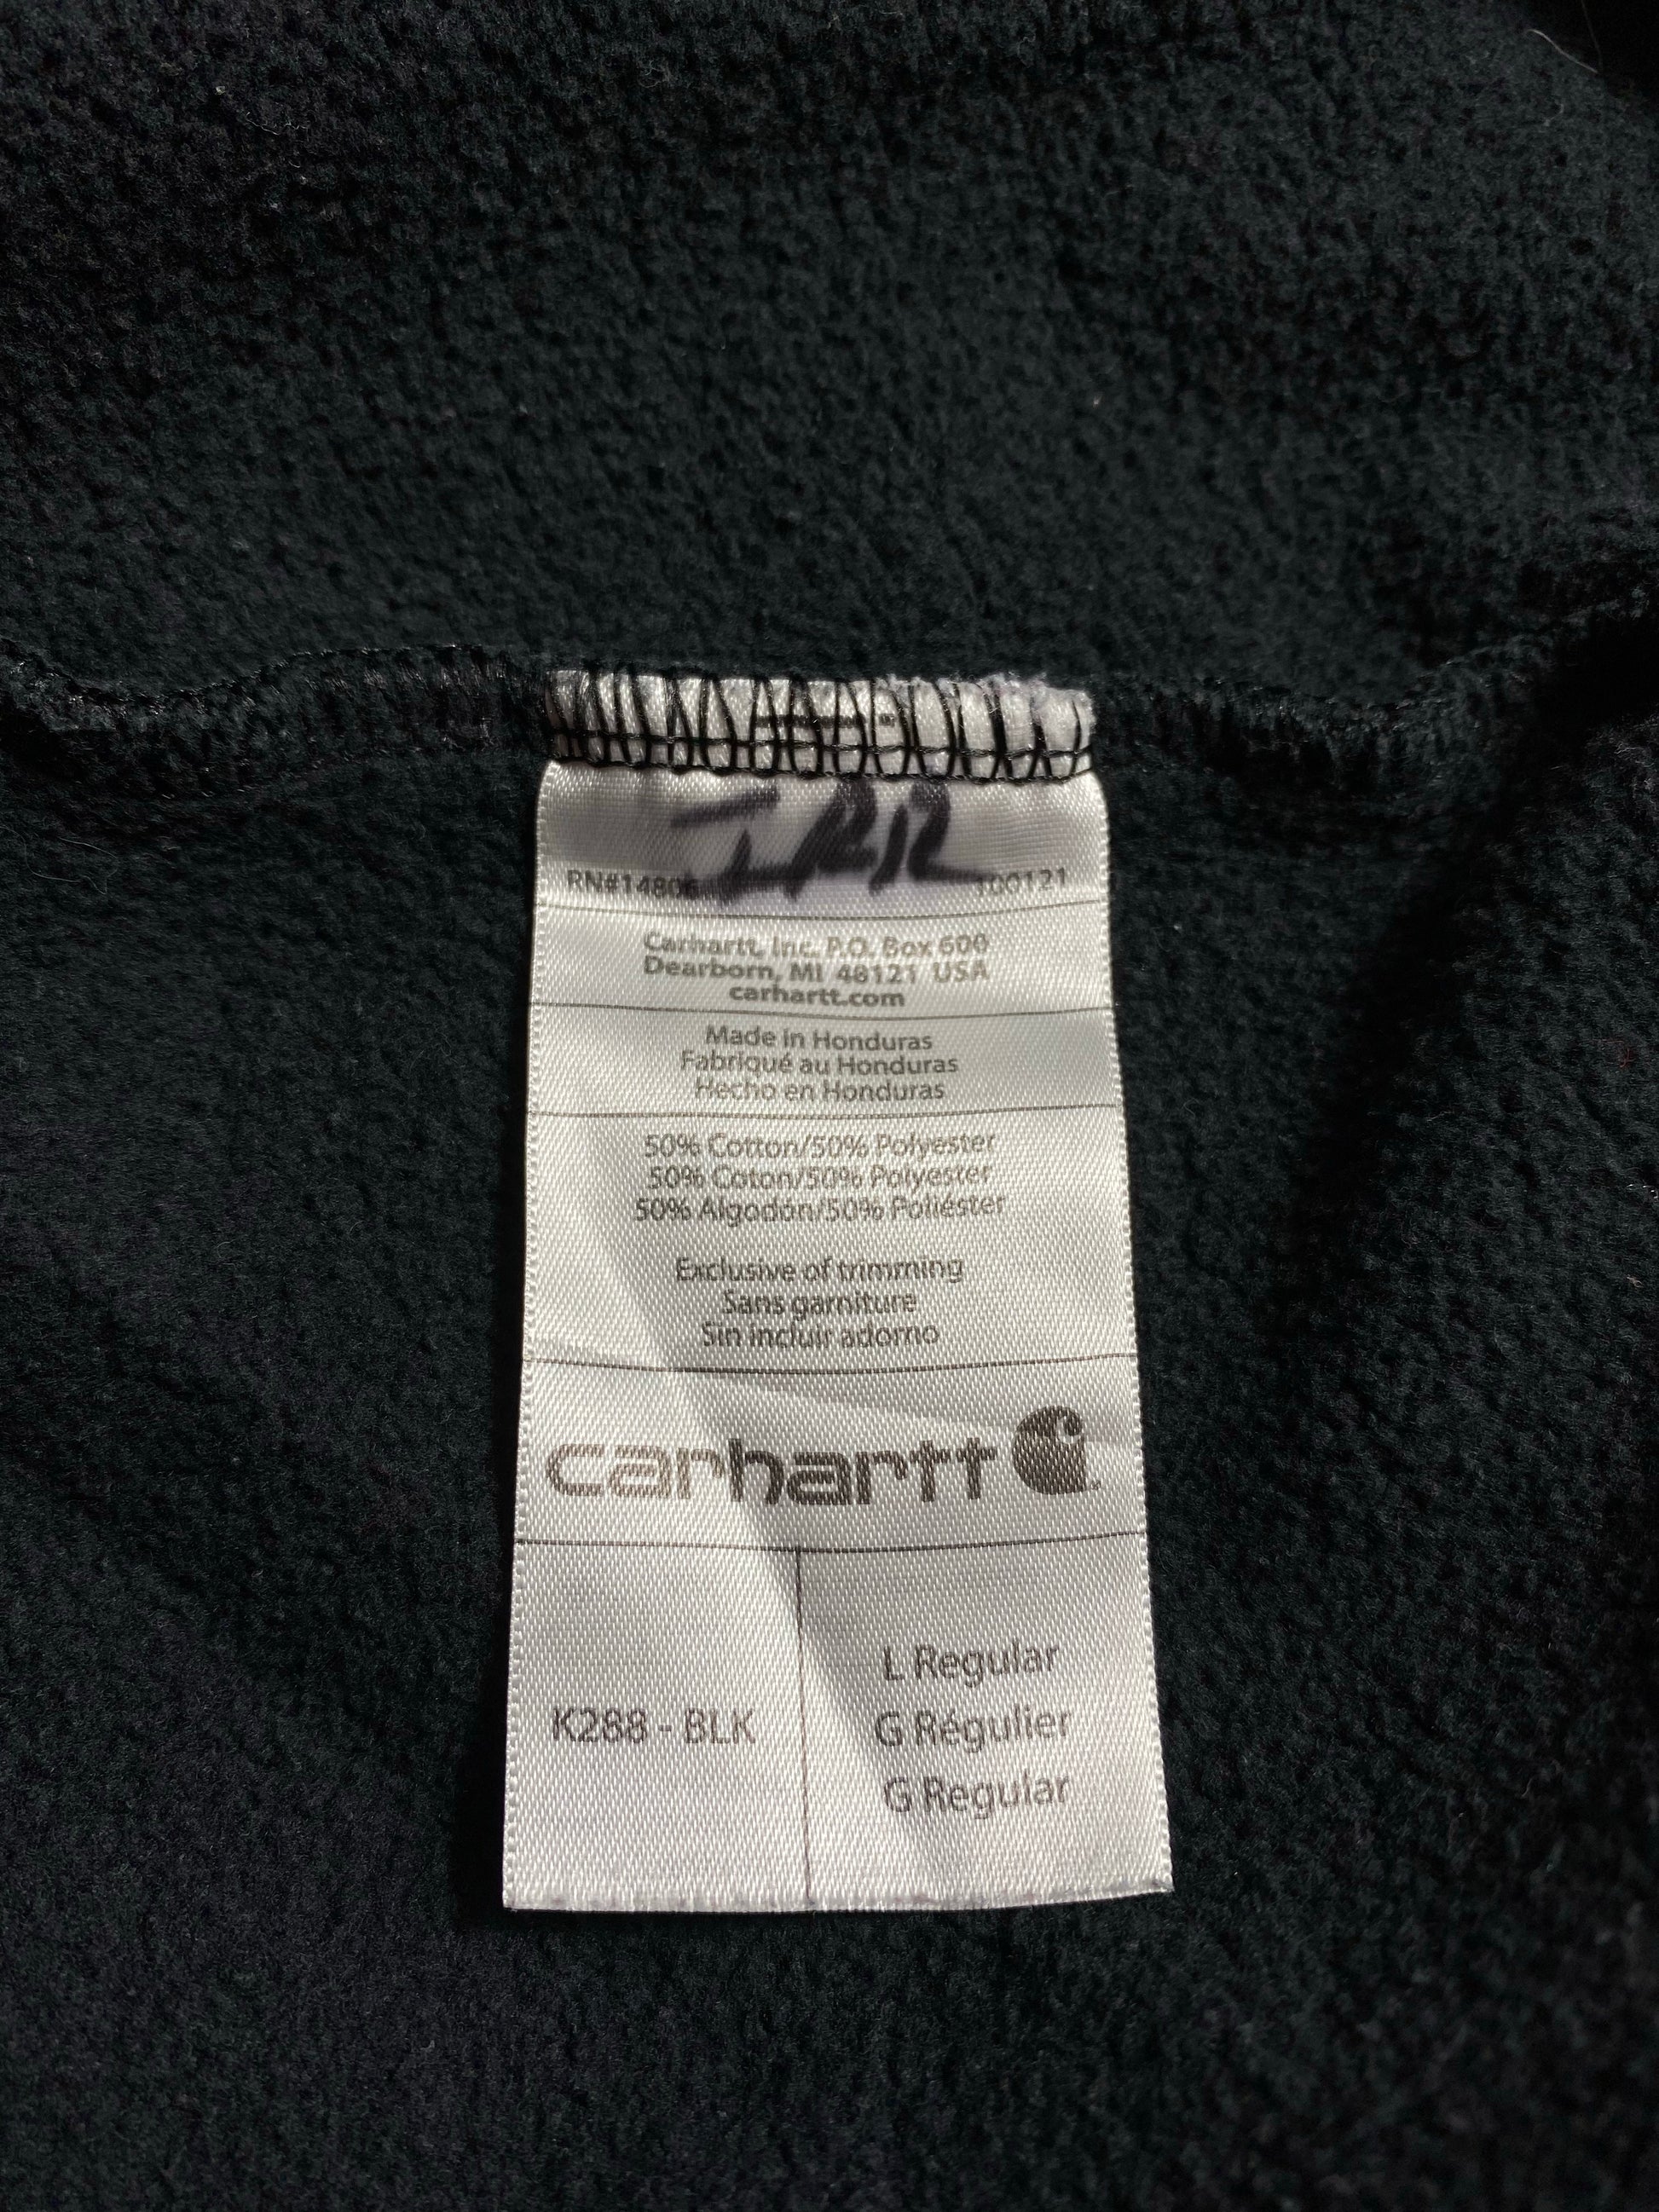 RN#14806 100121
Carhartt, Inc. P.O. Box 600
Dearborn, MI 48121 USA
carhartt.com
Made in Honduras
Fabriqué au Honduras
Hecho en Honduras
50% Cotton/50% Polyester
50% Coton/50% Polyester
50% Algodón/50% Poliéster
Exclusive of trimming
Sans garniture
Sin incluir adorno
carhartt
K288 - BLK
L Regular
G Régulier
G Regular